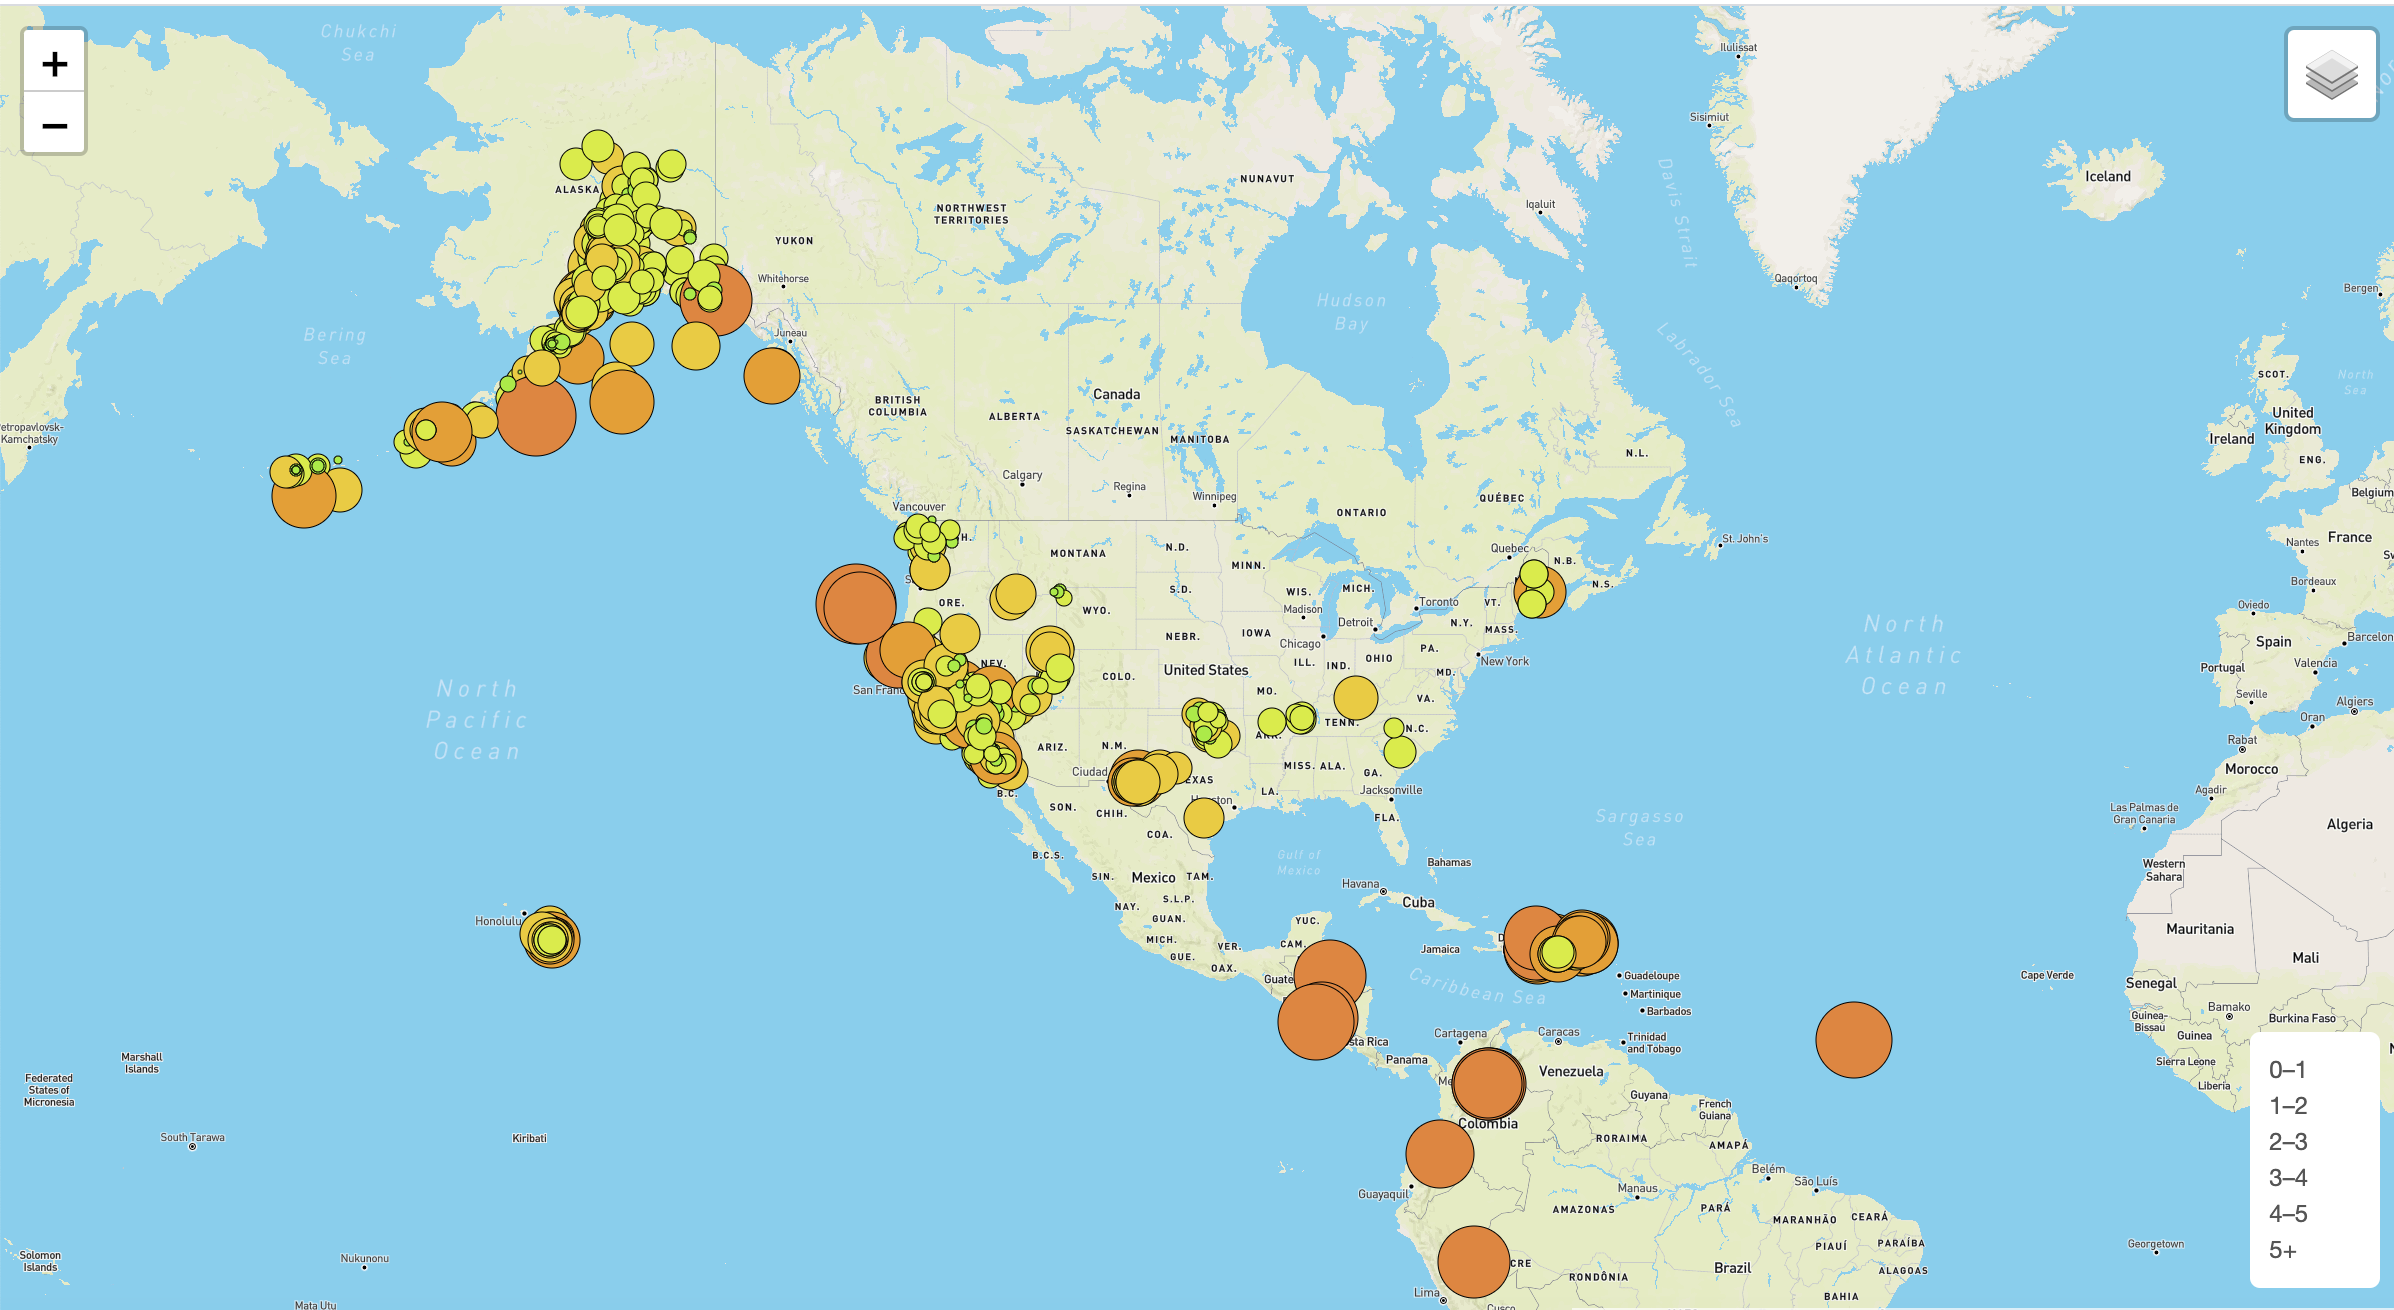 +
−
Chukchi
Sea
Ilulissat
Sisimiut
Davis Strait
Iceland
ALASKA
NUNAVUT
NORTHWEST
TERRITORIES
Iqaluit
YUKON
Whitehorse
Qaqortoq
Bergen
Hudson
Bay
Labrador Sea
Bering
Sea
Juneau
SCOT.
North
Sea
BRITISH
COLUMBIA
Canada
ALBERTA
SASKATCHEWAN
MANITOBA
United
Kingdom
Ireland
ENG.
etropavlovsk-
Kamchatsky
N.L.
Calgary
Regina
Winnipeg
QUÉBEC
ONTARIO
Belgium
Vancouver
H.
St. John's
France
Nantes
MONTANA
N.D.
MINN.
Quebec
N.B.
N.S.
Bordeaux
S
ORE.
WYO.
S.D.
WIS.
MICH.
Madison
Toronto
VT.
Oviedo
Detroit
N.Y.
MASS.
North
Atlantic
Ocean
NEBR.
IOWA
Chicago
Spain
Barcelon
NEV.
United States
ILL.
IND.
OHIO
PA.
New York
Portugal
Valencia
COLO.
MD.
San Franc
North
Pacific
Ocean
MO.
VA.
Seville
Algiers
Oran
TENN.
N.C.
ARK.
ARIZ.
N.M.
Rabat
Morocco
Ciudad
EXAS
MISS.
ALA.
GA.
Jacksonville
Agadir
B.C.
SON.
CHIH.
Houston
LA.
FLA.
Las Palmas de
Gran Canaria
Algeria
COA.
Sargasso
Sea
B.C.S.
Gulf of
Mexico
Bahamas
Western
Sahara
SIN.
Mexico
TAM.
Havana
Cuba
NAY.
S.L.P.
GUAN.
YUC.
Honolulu
MICH.
VER.
CAM.
GUE.
OAX.
Jamaica
D
Mauritania
Mali
Guate
Caribbean Sea
Guadeloupe
Martinique
Barbados
Cape Verde
Senegal
Bamako
Guinea-
Bissau
Burkina Faso
Guinea
sta Rica
Cartagena
Caracas
Trinidad
and Tobago
Panama
Sierra Leone
Liberia
Marshall
Islands
Federated
States of
Micronesia
Me
Venezuela
Guyana
French
Guiana
Colombia
South Tarawa
Kiribati
RORAIMA
AMAPÁ
Guayaquil
Belém
Manaus
São Luís
AMAZONAS
PARÁ
MARANHÃO
CEARÁ
PIAUÍ
PARAÍBA
Georgetown
Solomon
Islands
Nukunonu
CRE
RONDÔNIA
Brazil
ALAGOAS
Lima
BAHIA
Mata Utu
Cusco
0–1
1–2
2–3
3–4
4–5
5+